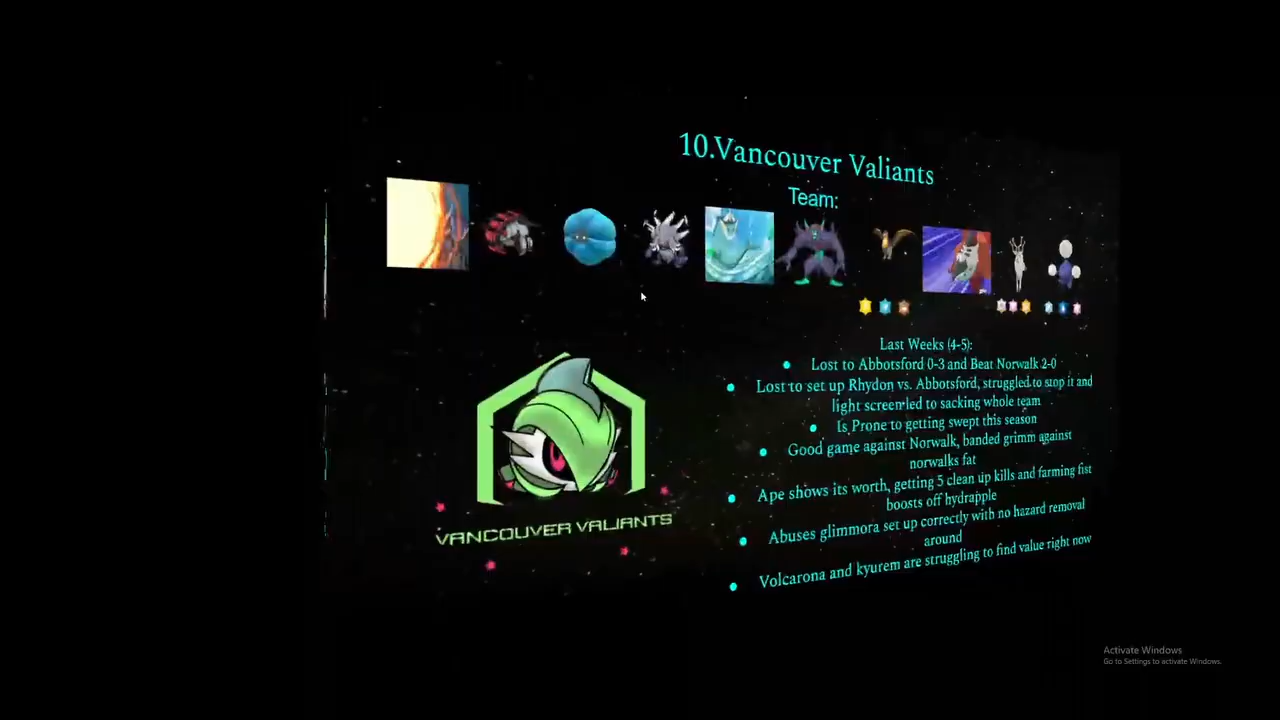 10.Vancouver Valiants
Team:
Last Weeks (4-5):
Lost to Abbotsford 0-3 and Beat Norwalk 2-0
Lost to set up Rhydon vs. Abbotsford, struggled to stop it and
light screen led to sacking whole team
Is Prone to getting swept this season
Good game against Norwalk, banded grimm against
norwalks fat
Ape shows its worth, getting 5 clean up kills and farming fist
boosts off hydrapple
Abuses glimmora set up correctly with no hazard removal
around
Volcarona and kyurem are struggling to find value right now
VANCOUVER VALIANTS
Activate Windows
Go to Settings to activate Windows.